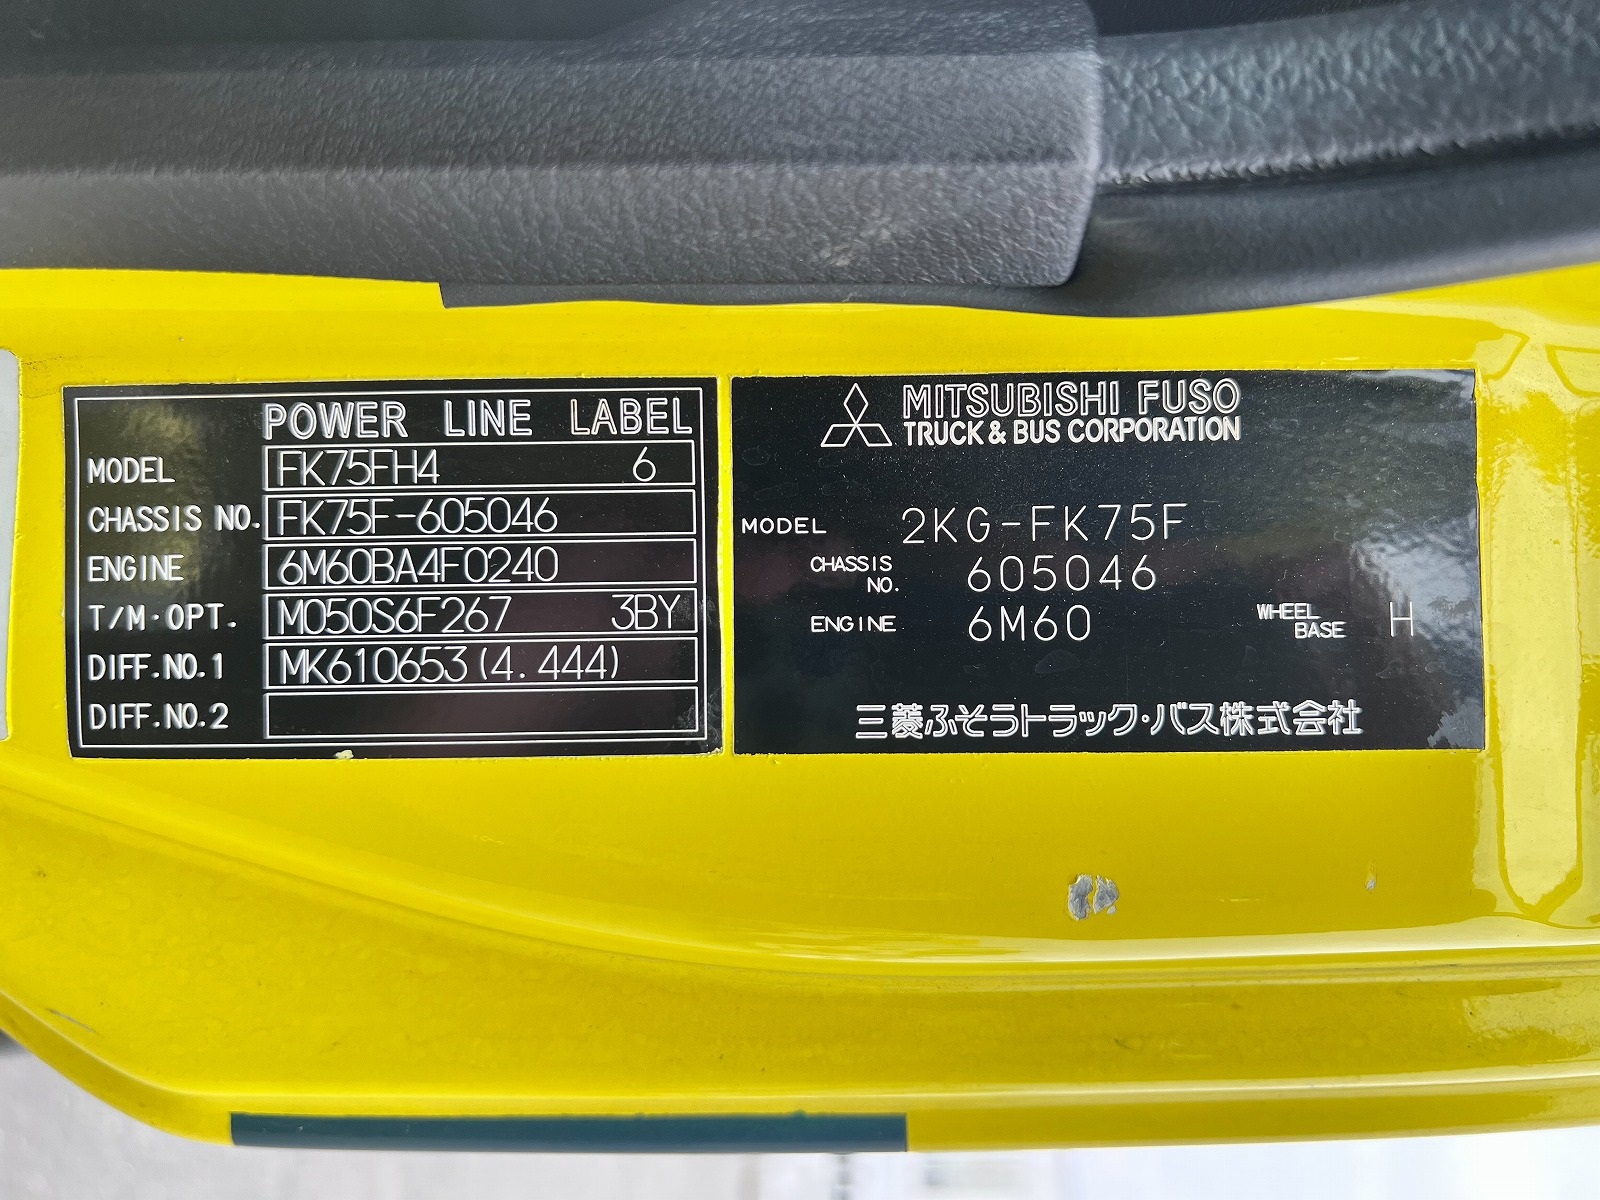 POWER LINE LABEL
MODEL FK75FH4 6
CHASSIS NO. FK75F-605046
ENGINE 6M60BA4F0240
T/M·OPT. M050S6F267 3BY
DIFF.NO.1 MK610653(4.444)
DIFF.NO.2
MITSUBISHI FUSO
TRUCK & BUS CORPORATION
MODEL 2KG-FK75F
CHASSIS NO. 605046
ENGINE 6M60 WHEEL BASE H
三菱ふそうトラック・バス株式会社